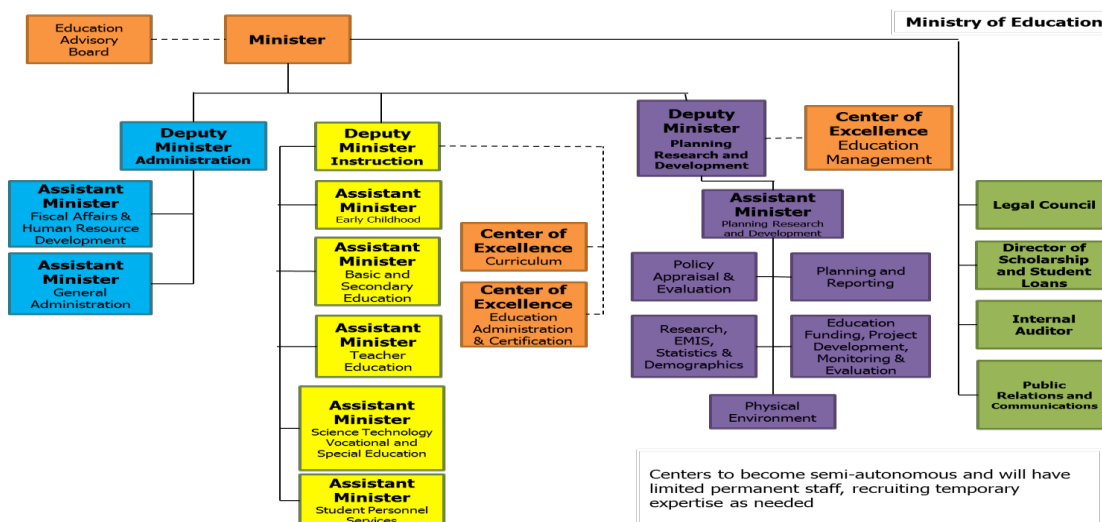 Ministry of Education
Education
Advisory
Board
Minister
Deputy
Minister
Administration
Assistant
Minister
Fiscal Affairs &
Human Resource
Development
Assistant
Minister
General
Administration
Deputy
Minister
Instruction
Assistant
Minister
Early Childhood
Assistant
Minister
Basic and
Secondary
Education
Assistant
Minister
Teacher
Education
Assistant
Minister
Science Technology
Vocational and
Special Education
Assistant
Minister
Student Personnel
Services
Center of
Excellence
Curriculum
Center of
Excellence
Education
Administration
& Certification
Deputy
Minister
Planning
Research and
Development
Center of
Excellence
Education
Management
Assistant
Minister
Planning Research
and Development
Policy
Appraisal &
Evaluation
Planning and
Reporting
Research,
EMIS,
Statistics &
Demographics
Education
Funding, Project
Development,
Monitoring &
Evaluation
Physical
Environment
Legal Council
Director of
Scholarship
and Student
Loans
Internal
Auditor
Public
Relations and
Communications
Centers to become semi-autonomous and will have
limited permanent staff, recruiting temporary
expertise as needed